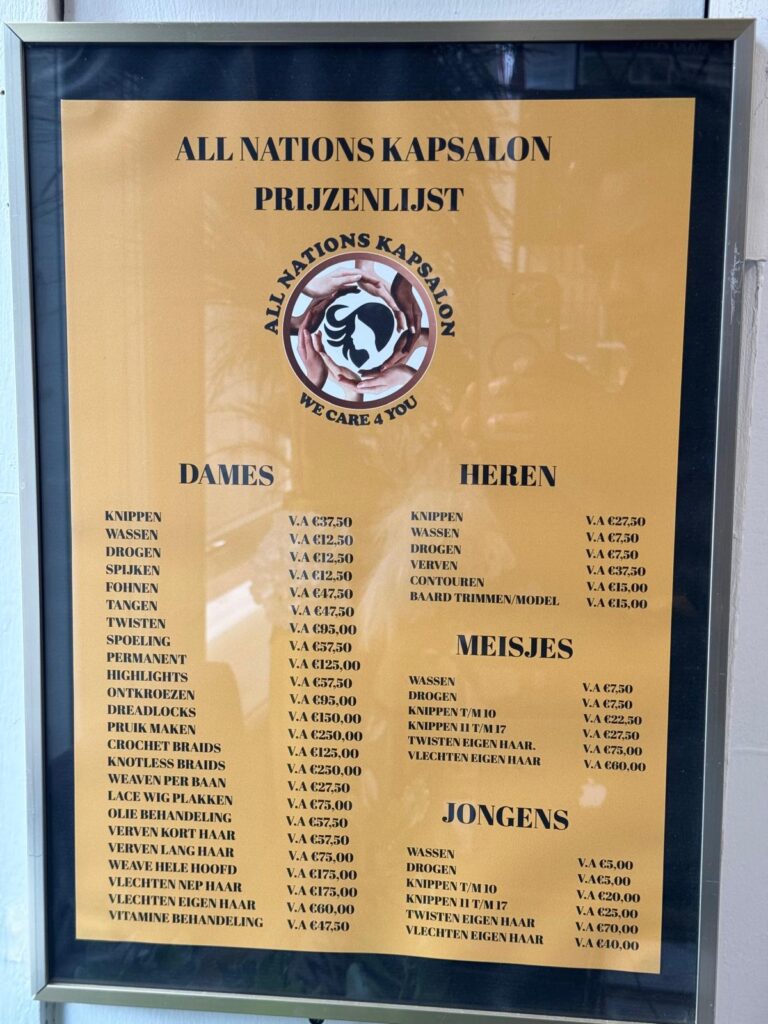 ALL NATIONS KAPSALON
PRIJZENLIJST
ALL NATIONS KAPSALON
WE CARE 4 YOU
DAMES
KNIPPEN V.A €37,50
WASSEN V.A €12,50
DROGEN V.A €12,50
SPIJKEN V.A €12,50
FOHNEN V.A €47,50
TANGEN V.A €47,50
TWISTEN V.A €95,00
SPOELING V.A €57,50
PERMANENT V.A €125,00
HIGHLIGHTS V.A €57,50
ONTKROEZEN V.A €95,00
DREADLOCKS V.A €150,00
PRUIK MAKEN V.A €250,00
CROCHET BRAIDS V.A €125,00
KNOTLESS BRAIDS V.A €250,00
WEAVEN PER BAAN V.A €27,50
LACE WIG PLAKKEN V.A €75,00
OLIE BEHANDELING V.A €57,50
VERVEN KORT HAAR V.A €57,50
VERVEN LANG HAAR V.A €75,00
WEAVE HELE HOOFD V.A €175,00
VLECHTEN NEP HAAR V.A €175,00
VLECHTEN EIGEN HAAR V.A €60,00
VITAMINE BEHANDELING V.A €47,50
HEREN
KNIPPEN V.A €27,50
WASSEN V.A €7,50
DROGEN V.A €7,50
VERVEN V.A €37,50
CONTOUREN V.A €15,00
BAARD TRIMMEN/MODEL V.A €15,00
MEISJES
WASSEN V.A €7,50
DROGEN V.A €7,50
KNIPPEN T/M 10 V.A €22,50
KNIPPEN 11 T/M 17 V.A €27,50
TWISTEN EIGEN HAAR. V.A €75,00
VLECHTEN EIGEN HAAR V.A €60,00
JONGENS
WASSEN V.A €5,00
DROGEN V.A€5,00
KNIPPEN T/M 10 V.A €20,00
KNIPPEN 11 T/M 17 V.A €25,00
TWISTEN EIGEN HAAR V.A €70,00
VLECHTEN EIGEN HAAR V.A €40,00